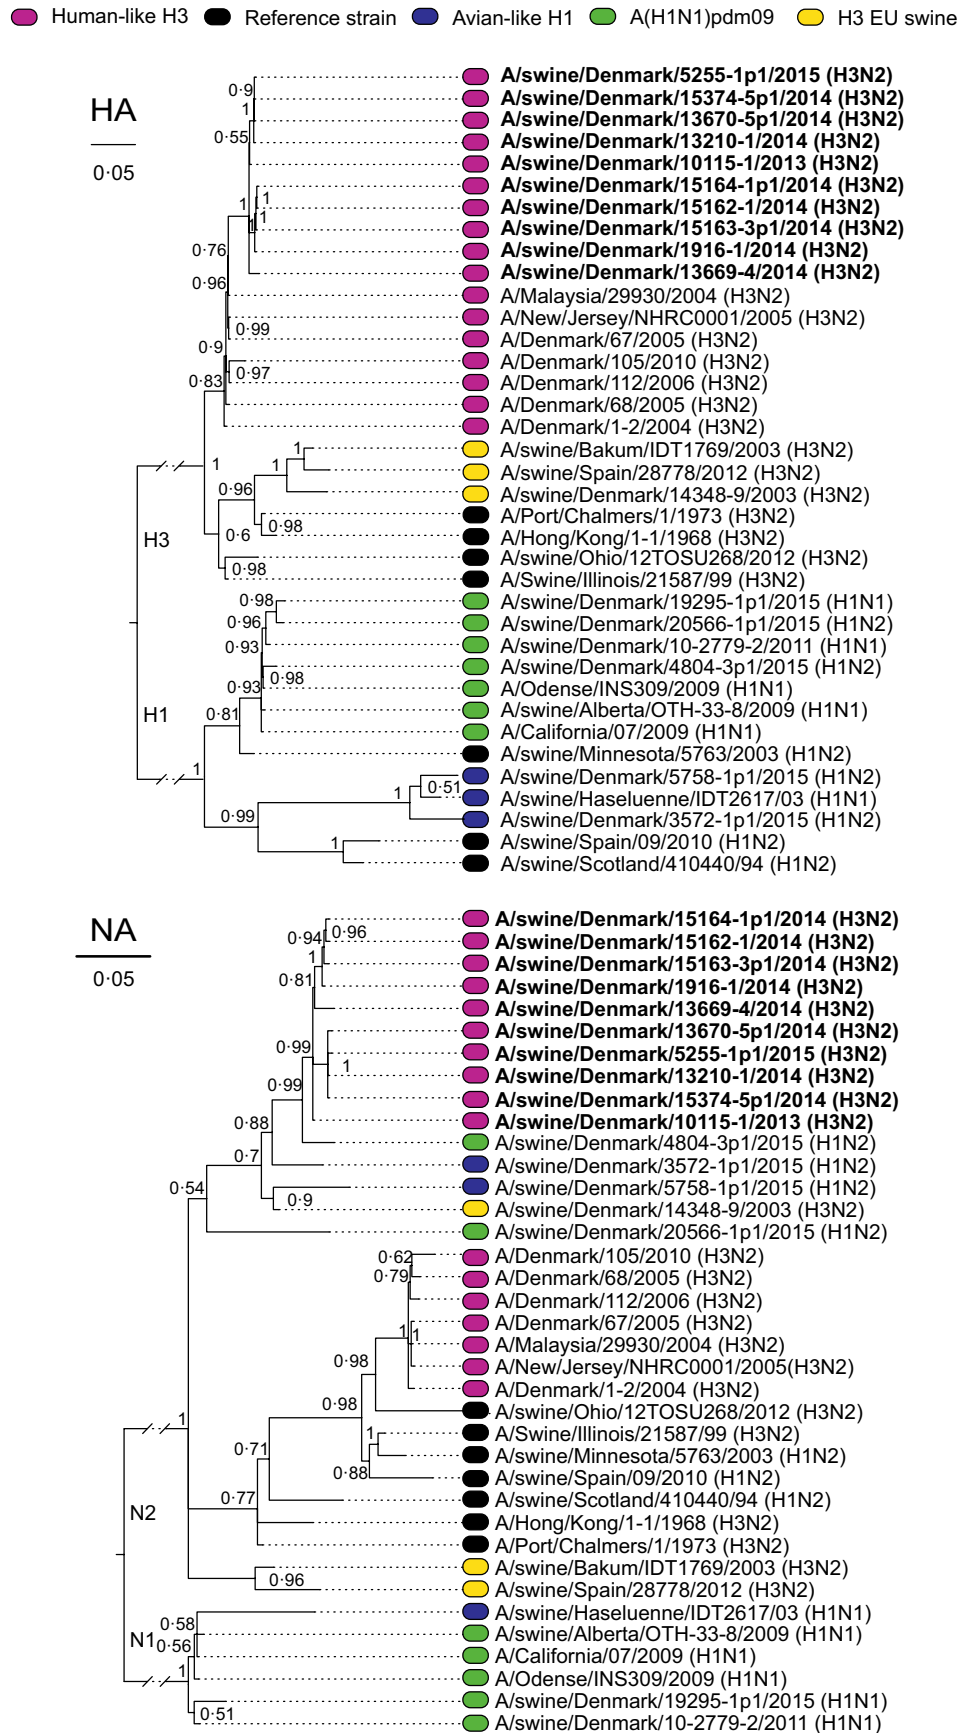 Human-like H3 Reference strain Avian-like H1 A(H1N1)pdm09 H3 EU swine
HA
0·05
A/swine/Denmark/5255-1p1/2015 (H3N2)
0·9
A/swine/Denmark/15374-5p1/2014 (H3N2)
1
A/swine/Denmark/13670-5p1/2014 (H3N2)
0·55
A/swine/Denmark/13210-1/2014 (H3N2)
A/swine/Denmark/10115-1/2013 (H3N2)
A/swine/Denmark/15164-1p1/2014 (H3N2)
1 1
A/swine/Denmark/15162-1/2014 (H3N2)
1 1
A/swine/Denmark/15163-3p1/2014 (H3N2)
0·76
A/swine/Denmark/1916-1/2014 (H3N2)
A/swine/Denmark/13669-4/2014 (H3N2)
0·96
A/Malaysia/29930/2004 (H3N2)
A/New/Jersey/NHRC0001/2005 (H3N2)
0·99
A/Denmark/67/2005 (H3N2)
0·9
A/Denmark/105/2010 (H3N2)
0·97
0·83
A/Denmark/112/2006 (H3N2)
A/Denmark/68/2005 (H3N2)
A/Denmark/1-2/2004 (H3N2)
1
A/swine/Bakum/IDT1769/2003 (H3N2)
1 1
A/swine/Spain/28778/2012 (H3N2)
0·96
A/swine/Denmark/14348-9/2003 (H3N2)
A/Port/Chalmers/1/1973 (H3N2)
0·98
H3 0·6
A/Hong/Kong/1-1/1968 (H3N2)
A/swine/Ohio/12TOSU268/2012 (H3N2)
0·98
A/Swine/Illinois/21587/99 (H3N2)
0·98
A/swine/Denmark/19295-1p1/2015 (H1N1)
0·96
A/swine/Denmark/20566-1p1/2015 (H1N2)
0·93
A/swine/Denmark/10-2779-2/2011 (H1N1)
A/swine/Denmark/4804-3p1/2015 (H1N2)
0·98
0·93
A/Odense/INS309/2009 (H1N1)
H1 0·81
A/swine/Alberta/OTH-33-8/2009 (H1N1)
A/California/07/2009 (H1N1)
A/swine/Minnesota/5763/2003 (H1N2)
1
A/swine/Denmark/5758-1p1/2015 (H1N2)
0·51
1
A/swine/Haseluenne/IDT2617/03 (H1N1)
0·99
A/swine/Denmark/3572-1p1/2015 (H1N2)
1
A/swine/Spain/09/2010 (H1N2)
A/swine/Scotland/410440/94 (H1N2)
NA
0·05
A/swine/Denmark/15164-1p1/2014 (H3N2)
0·94 0·96
A/swine/Denmark/15162-1/2014 (H3N2)
1
A/swine/Denmark/15163-3p1/2014 (H3N2)
0·81
A/swine/Denmark/1916-1/2014 (H3N2)
A/swine/Denmark/13669-4/2014 (H3N2)
A/swine/Denmark/13670-5p1/2014 (H3N2)
0·99
A/swine/Denmark/5255-1p1/2015 (H3N2)
1
A/swine/Denmark/13210-1/2014 (H3N2)
0·99
A/swine/Denmark/15374-5p1/2014 (H3N2)
0·88
A/swine/Denmark/10115-1/2013 (H3N2)
A/swine/Denmark/4804-3p1/2015 (H1N2)
0·7
A/swine/Denmark/3572-1p1/2015 (H1N2)
0·54
A/swine/Denmark/5758-1p1/2015 (H1N2)
0·9
A/swine/Denmark/14348-9/2003 (H3N2)
A/swine/Denmark/20566-1p1/2015 (H1N2)
0·62
A/Denmark/105/2010 (H3N2)
0·79
A/Denmark/68/2005 (H3N2)
A/Denmark/112/2006 (H3N2)
A/Denmark/67/2005 (H3N2)
1 1
A/Malaysia/29930/2004 (H3N2)
0·98
A/New/Jersey/NHRC0001/2005(H3N2)
A/Denmark/1-2/2004 (H3N2)
0·98
A/swine/Ohio/12TOSU268/2012 (H3N2)
1
1
A/Swine/Illinois/21587/99 (H3N2)
0·71
A/swine/Minnesota/5763/2003 (H1N2)
0·88
A/swine/Spain/09/2010 (H1N2)
0·77
A/swine/Scotland/410440/94 (H1N2)
N2
A/Hong/Kong/1-1/1968 (H3N2)
A/Port/Chalmers/1/1973 (H3N2)
A/swine/Bakum/IDT1769/2003 (H3N2)
0·96
A/swine/Spain/28778/2012 (H3N2)
A/swine/Haseluenne/IDT2617/03 (H1N1)
0·58
A/swine/Alberta/OTH-33-8/2009 (H1N1)
N1 0·56
A/California/07/2009 (H1N1)
1
A/Odense/INS309/2009 (H1N1)
A/swine/Denmark/19295-1p1/2015 (H1N1)
0·51
A/swine/Denmark/10-2779-2/2011 (H1N1)